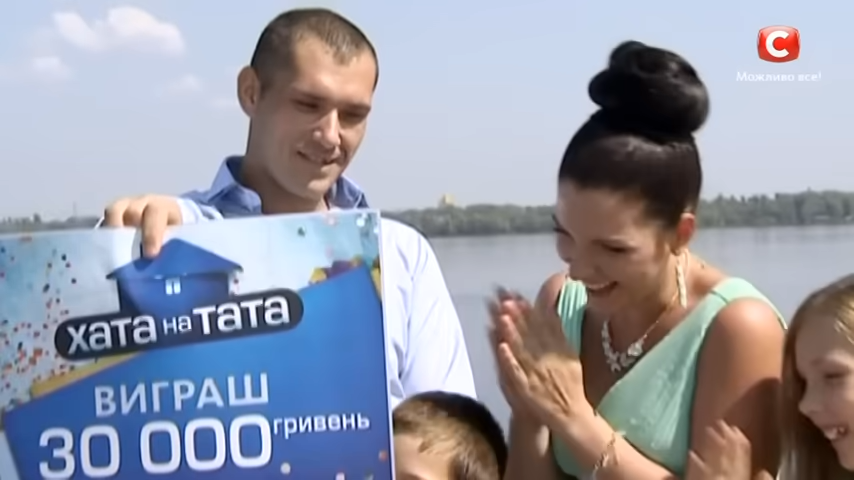 С
Можливо все!
ХАТА на ТАТА
ВИГРАШ
30 000 гривень